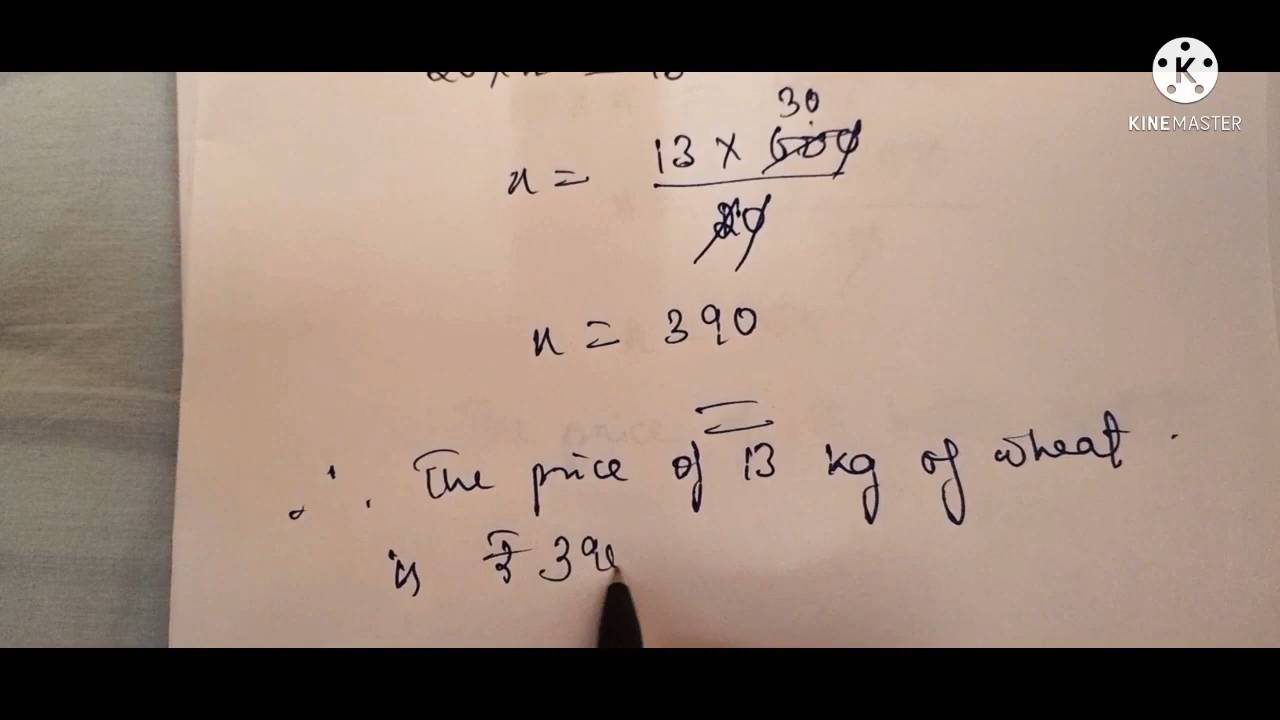 30
x = 13 × 600
20
x = 390
∴ The price of 13 kg of wheat.
is ₹ 390
KINEMASTER